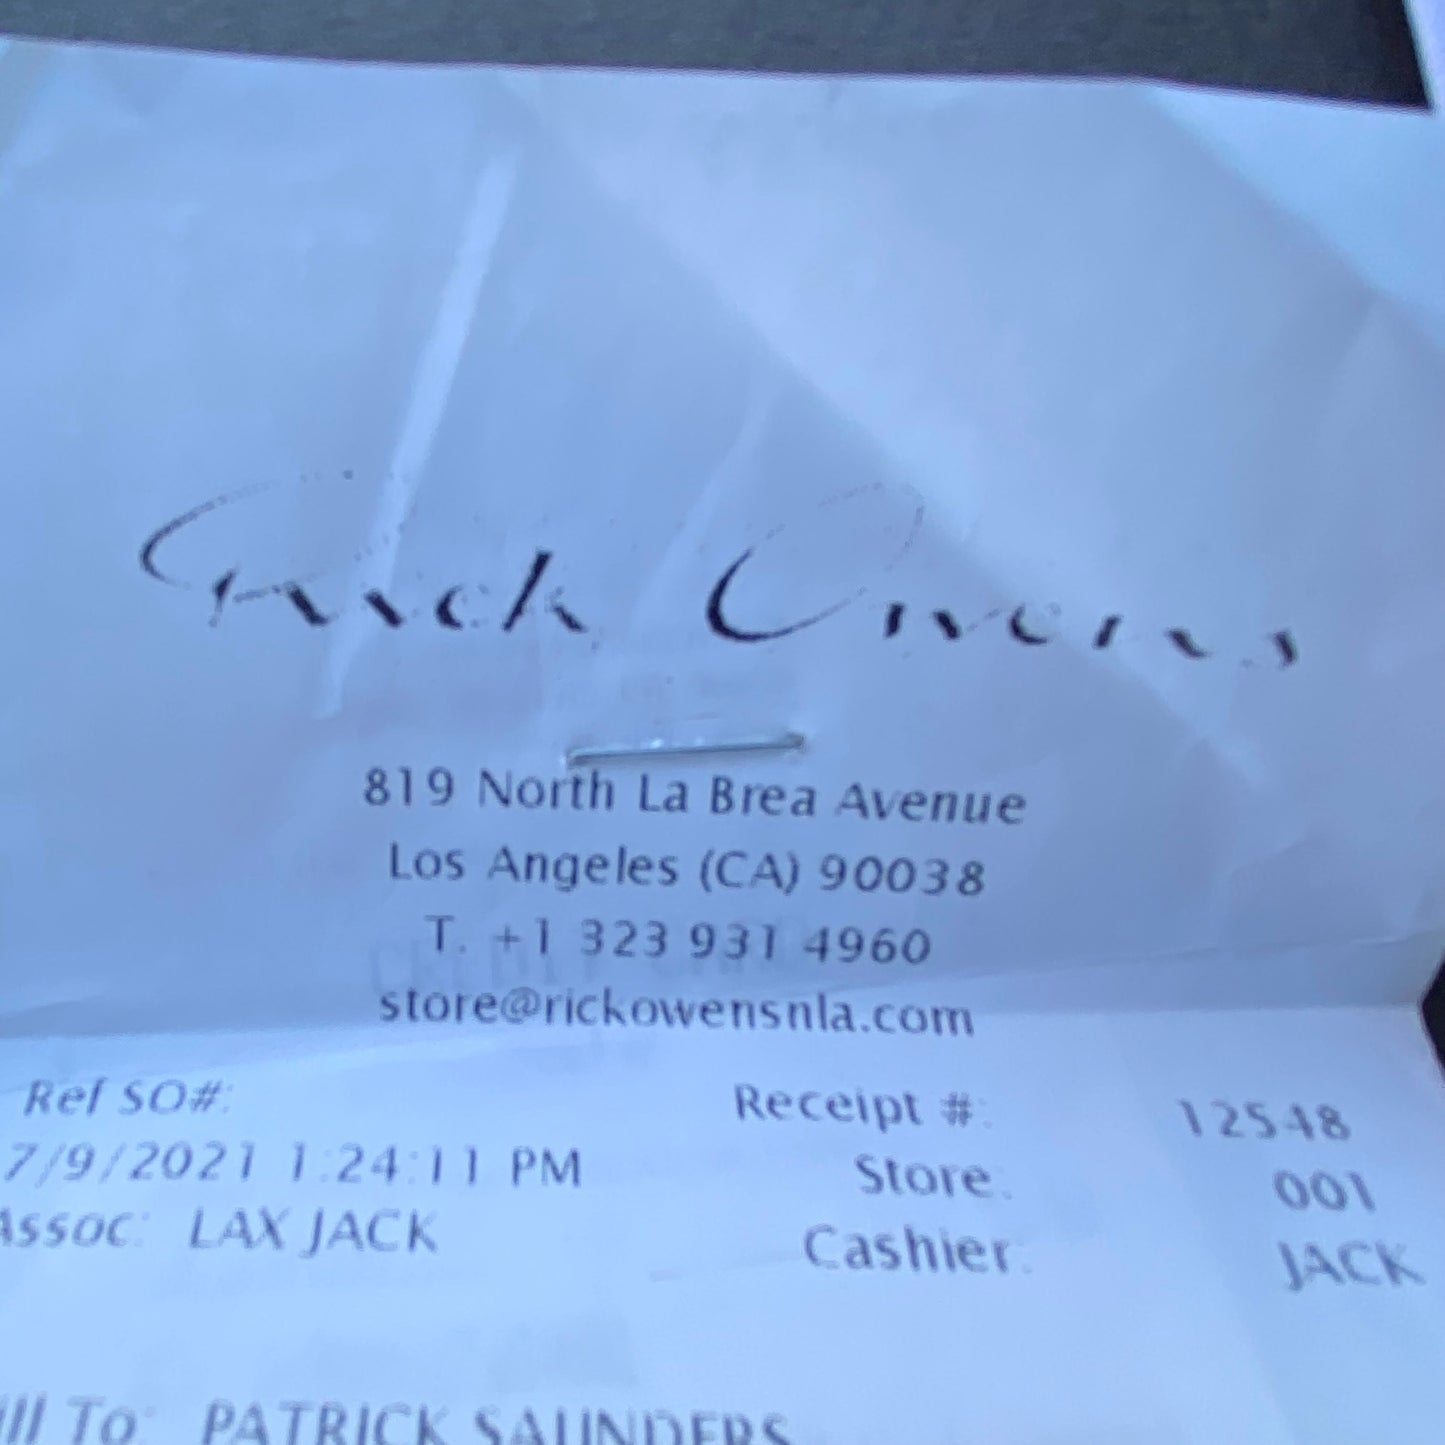 Rick Owens
819 North La Brea Avenue
Los Angeles (CA) 90038
T. +1 323 931 4960
store@rickowensnla.com
Ref SO#: Receipt #: 12548
7/9/2021 1:24:11 PM Store: 001
Assoc: LAX JACK Cashier: JACK
ill To: PATRICK SAUNDERS